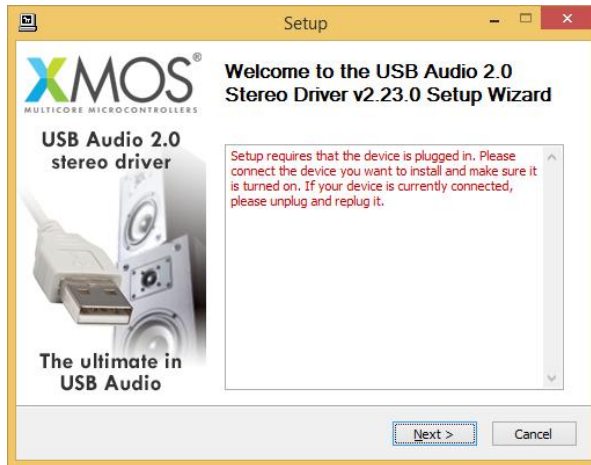 Setup
XMOS®
MULTICORE MICROCONTROLLERS
USB Audio 2.0
stereo driver
The ultimate in
USB Audio
Welcome to the USB Audio 2.0
Stereo Driver v2.23.0 Setup Wizard
Setup requires that the device is plugged in. Please
connect the device you want to install and make sure it
is turned on. If your device is currently connected,
please unplug and replug it.
Next >
Cancel